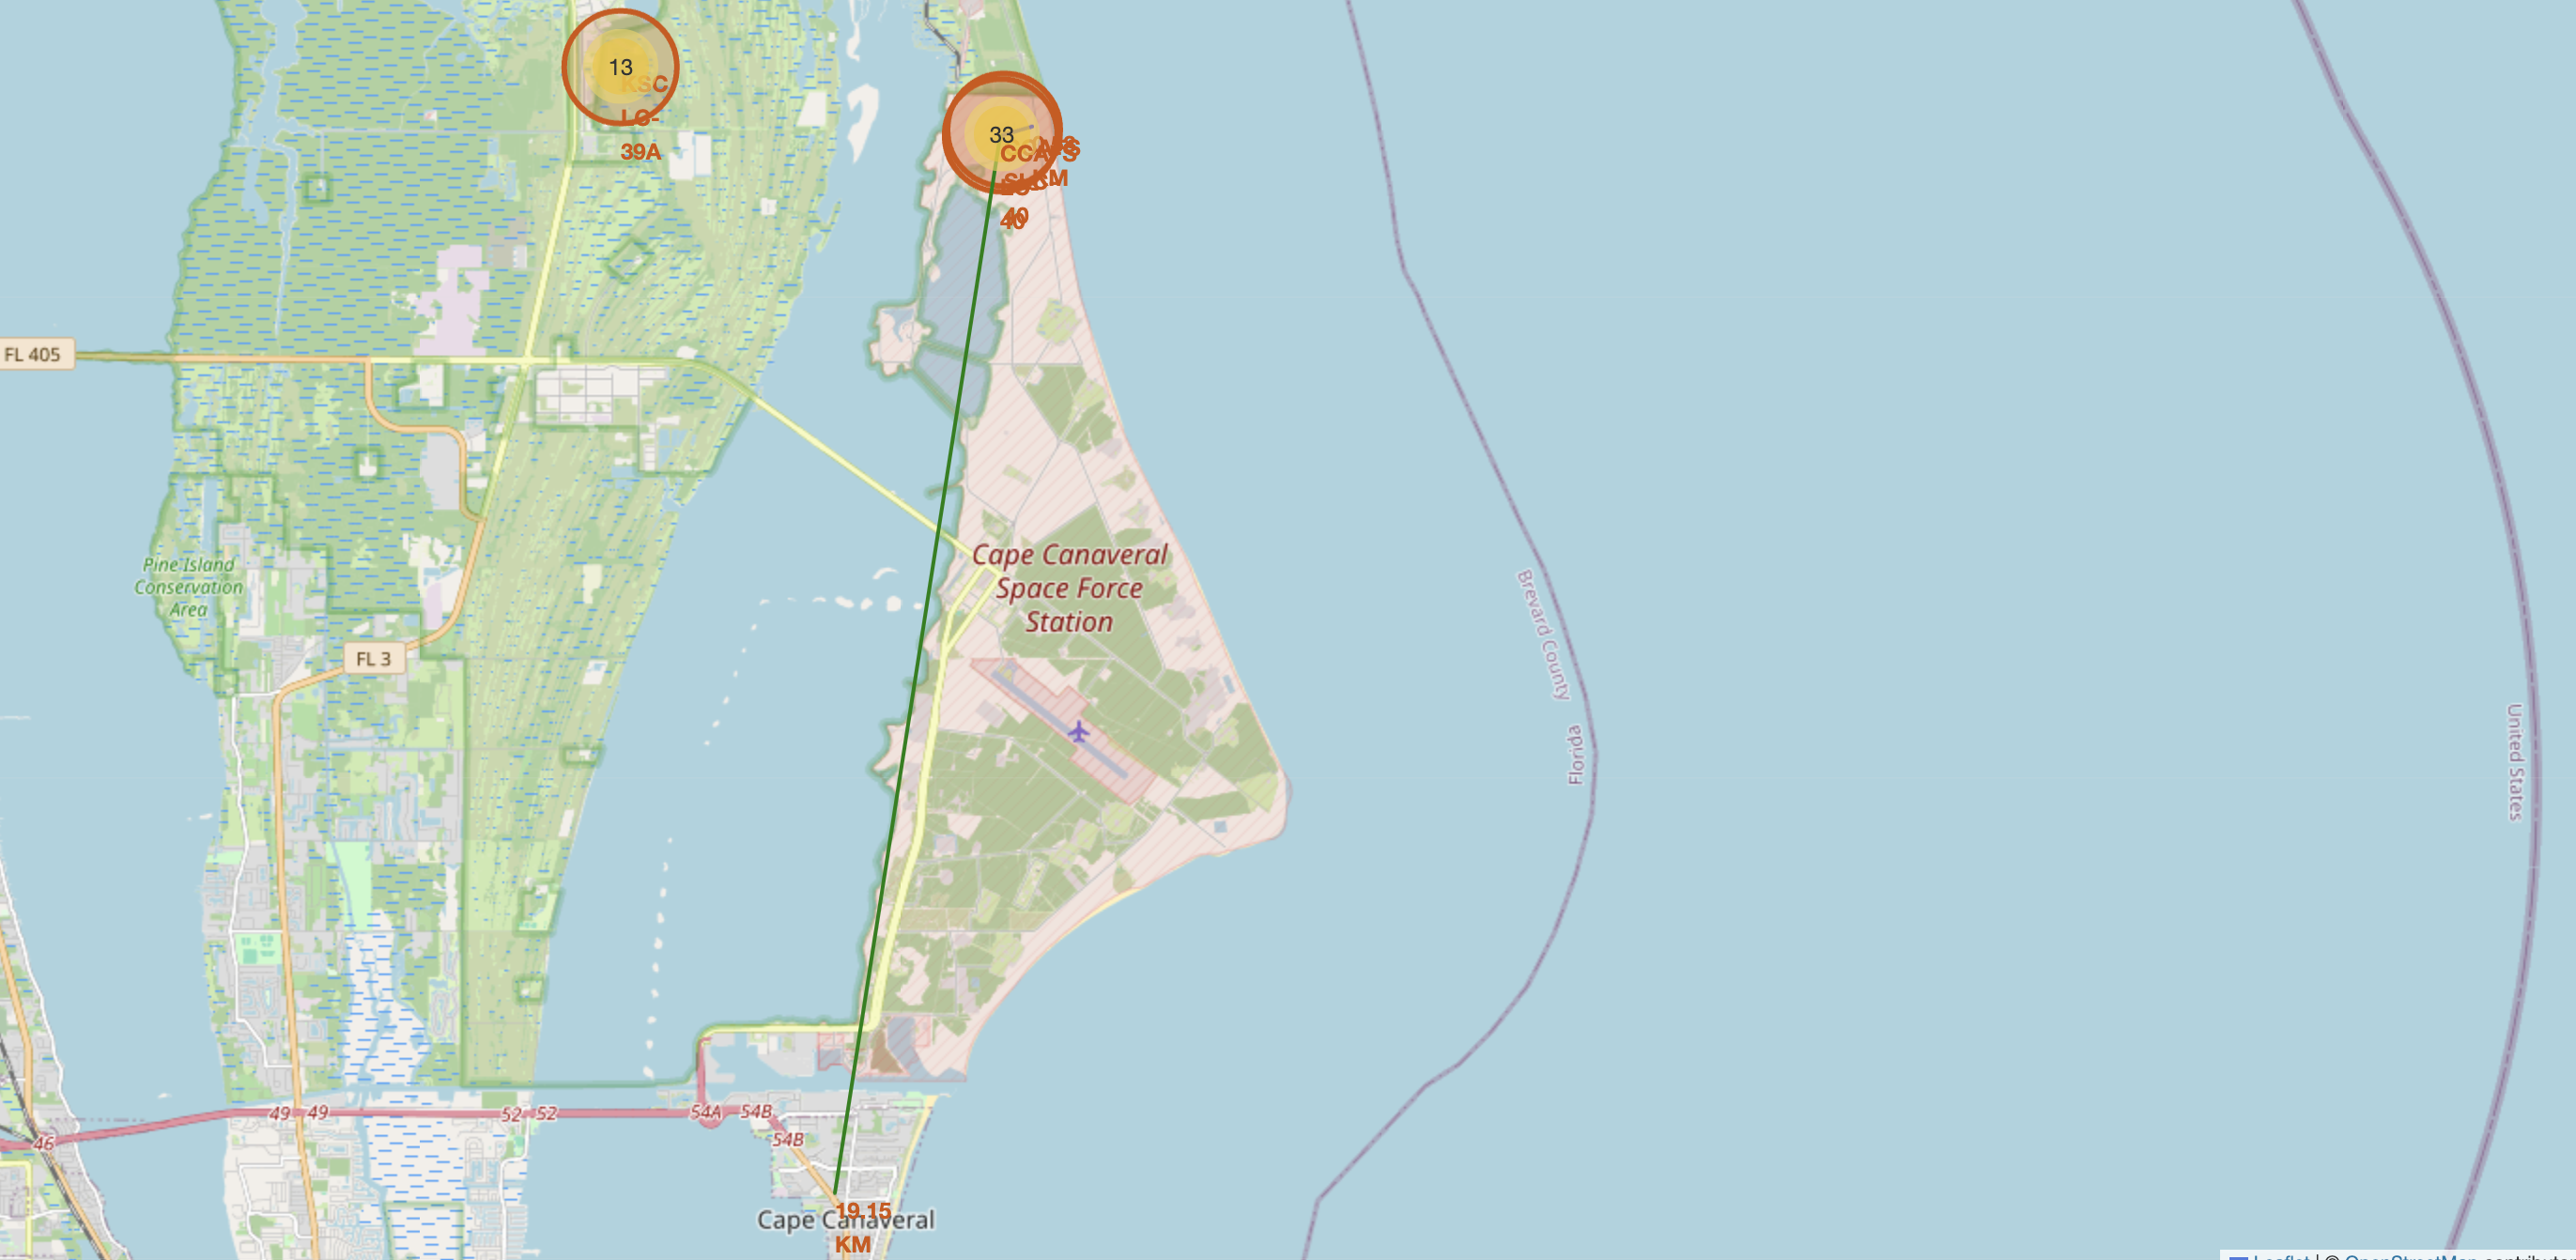 13
KSC
LC-
39A
33
CCAFS
KM
40
FL 405
Cape Canaveral
Space Force
Station
Pine Island
Conservation
Area
FL 3
Brevard County
Florida
United States
49 49
52 52
54A 54B
54B
46
19.15
KM
Cape Canaveral